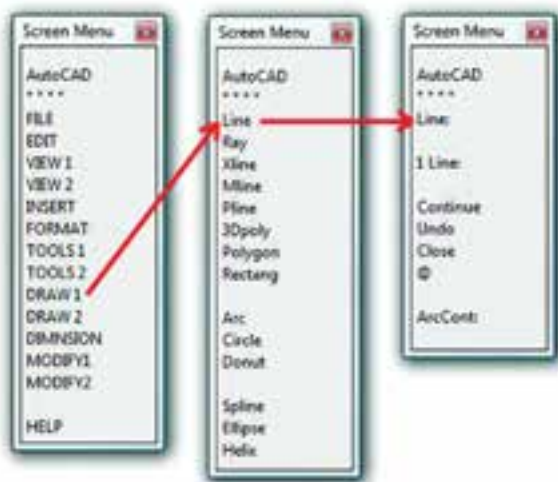 Screen Menu
AutoCAD
* * * *
FILE
EDIT
VIEW 1
VIEW 2
INSERT
FORMAT
TOOLS 1
TOOLS 2
DRAW 1
DRAW 2
DIMNSION
MODIFY1
MODIFY2
HELP
Screen Menu
AutoCAD
* * * *
Line
Ray
Xline
Mline
Pline
3Dpoly
Polygon
Rectang
Arc
Circle
Donut
Spline
Ellipse
Helix
Screen Menu
AutoCAD
* * * *
Line:
1 Line:
Continue
Undo
Close
@
ArcCont: